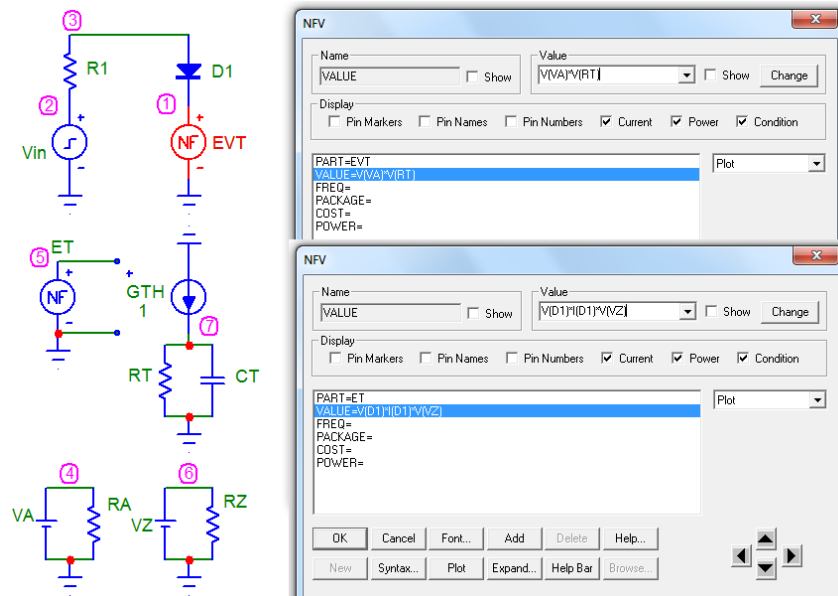 3
R1
D1
2
1
+
+
Vin
NF
EVT
-
-
5
ET
+
+
NF
GTH
1
-
-
7
RT
CT
4
6
VA
RA
VZ
RZ
NFV
Name
VALUE
Show
Value
V(VA)*V(RT)
Show
Change
Display
Pin Markers
Pin Names
Pin Numbers
Current
Power
Condition
PART=EVT
VALUE=V(VA)*V(RT)
FREQ=
PACKAGE=
COST=
POWER=
Plot
NFV
Name
VALUE
Show
Value
V(D1)*I(D1)*V(VZ)
Show
Change
Display
Pin Markers
Pin Names
Pin Numbers
Current
Power
Condition
PART=ET
VALUE=V(D1)*I(D1)*V(VZ)
FREQ=
PACKAGE=
COST=
POWER=
Plot
OK
Cancel
Font...
Add
Delete
Help...
New
Syntax...
Plot
Expand...
Help Bar
Browse...